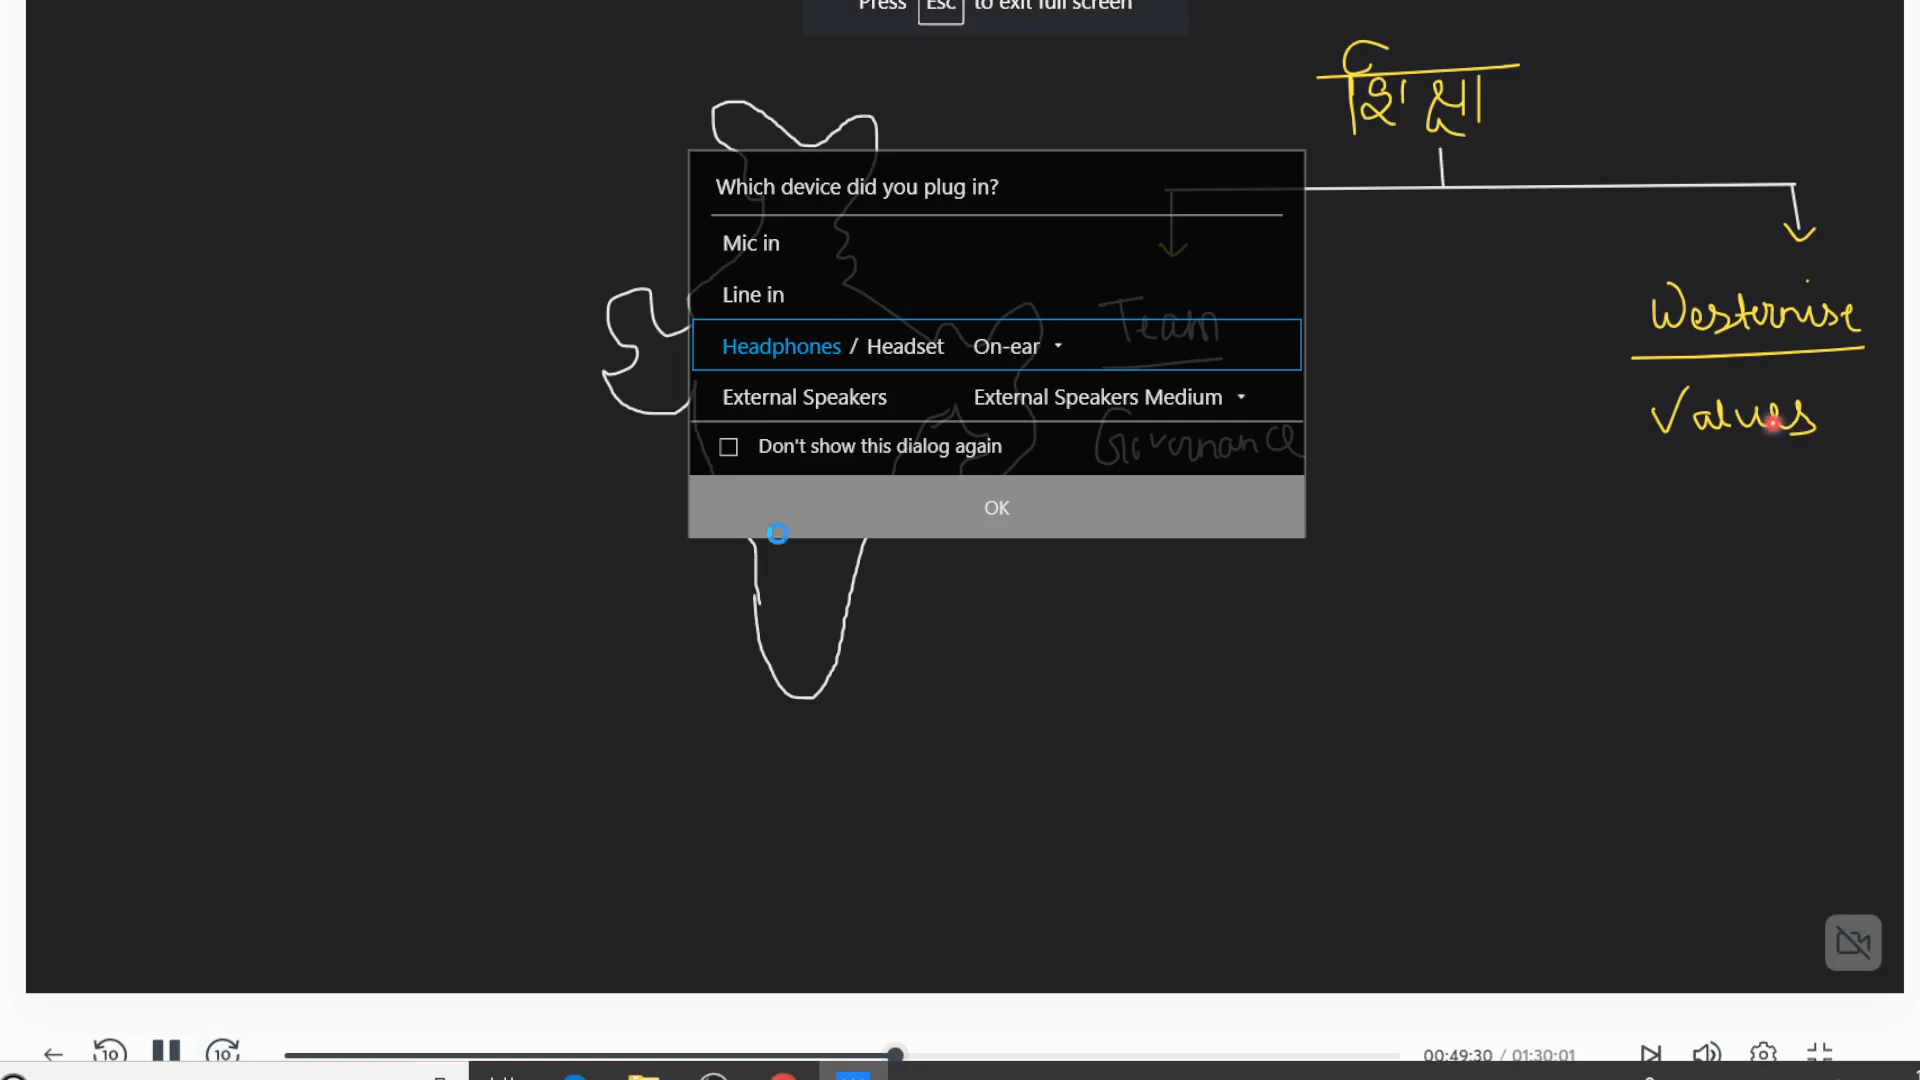 Press Esc to exit full screen
शिक्षा
Which device did you plug in?
Mic in
Line in
Headphones / Headset On-ear
External Speakers External Speakers Medium
Don't show this dialog again
OK
Team
Governance
Westernise
Values
10
10
00:49:30 / 01:30:01